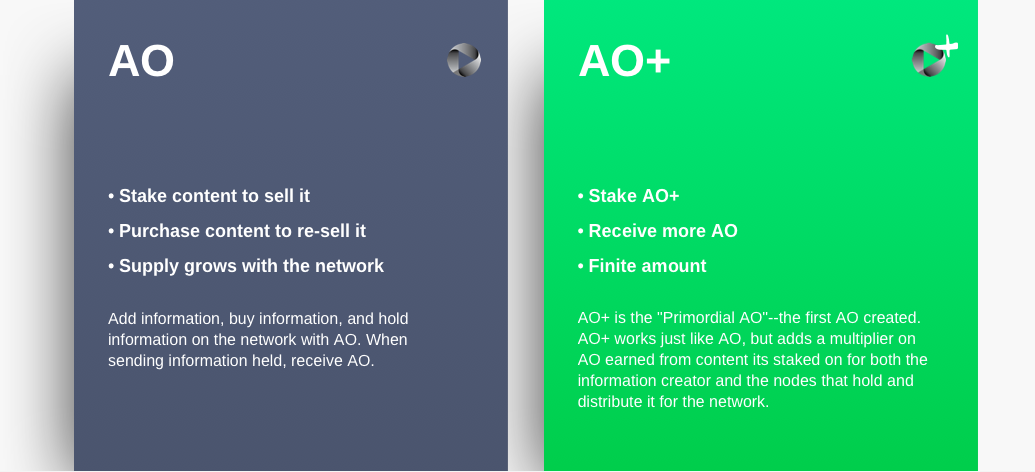 AO
• Stake content to sell it
• Purchase content to re-sell it
• Supply grows with the network
Add information, buy information, and hold
information on the network with AO. When
sending information held, receive AO.
AO+
• Stake AO+
• Receive more AO
• Finite amount
AO+ is the "Primordial AO"--the first AO created.
AO+ works just like AO, but adds a multiplier on
AO earned from content its staked on for both the
information creator and the nodes that hold and
distribute it for the network.